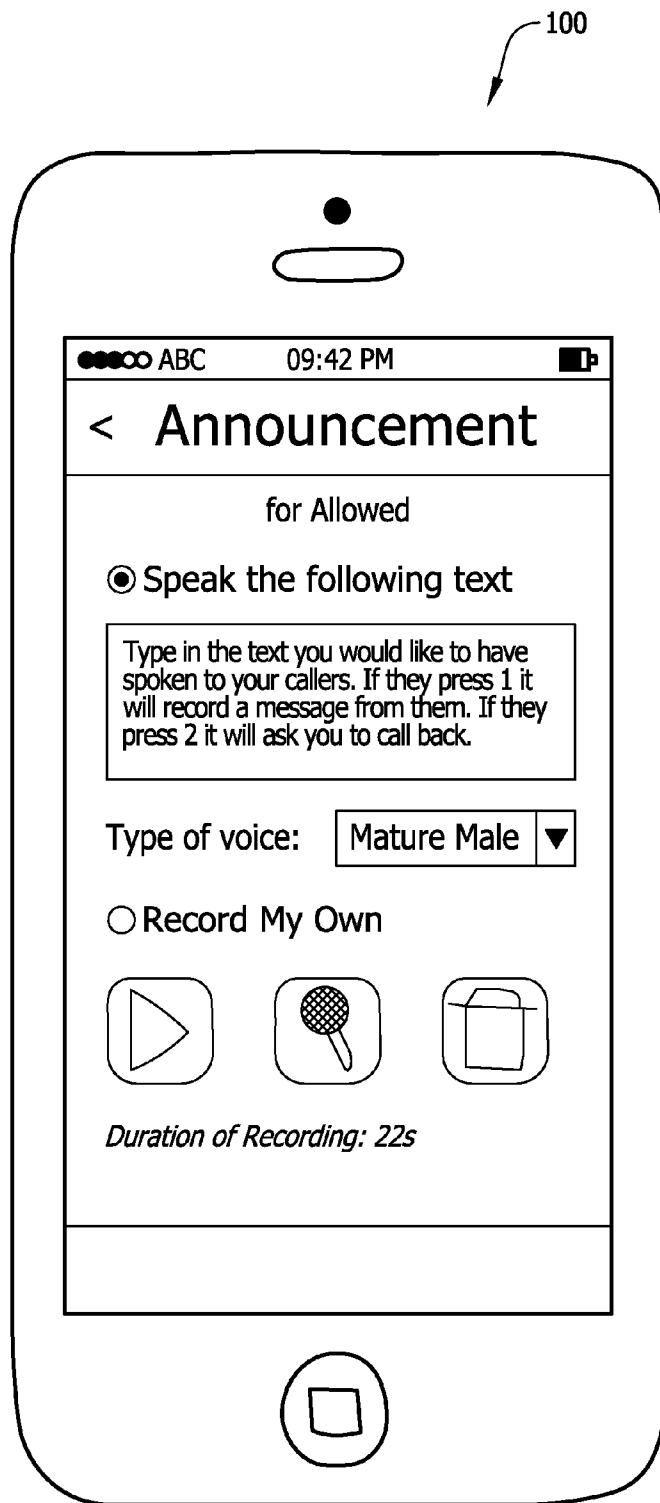 100
ABC 09:42 PM
< Announcement
for Allowed
Speak the following text
Type in the text you would like to have
spoken to your callers. If they press 1 it
will record a message from them. If they
press 2 it will ask you to call back.
Type of voice: Mature Male
Record My Own
Duration of Recording: 22s